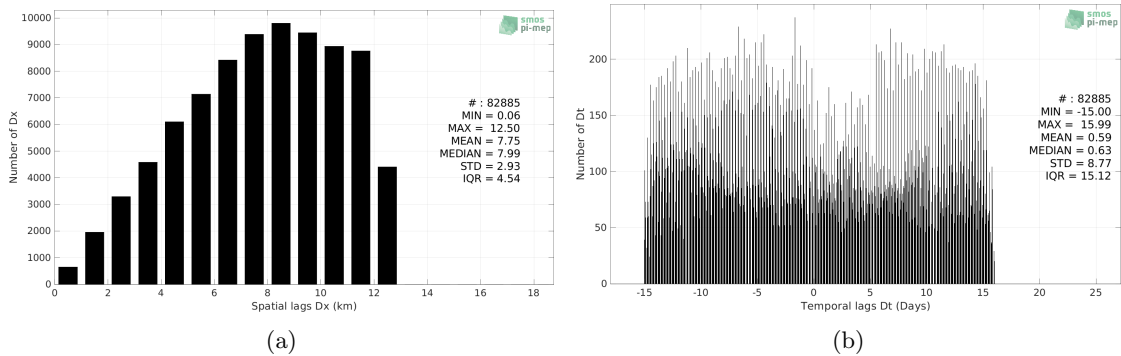 10000
9000
8000
7000
6000
5000
4000
3000
2000
1000
0
Number of Dx
0 2 4 6 8 10 12 14 16 18
Spatial lags Dx (km)
smos
pi-mep
# : 82885
MIN = 0.06
MAX = 12.50
MEAN = 7.75
MEDIAN = 7.99
STD = 2.93
IQR = 4.54
(a)
200
150
100
50
0
Number of Dt
-15 -10 -5 0 5 10 15 20 25
Temporal lags Dt (Days)
smos
pi-mep
# : 82885
MIN = -15.00
MAX = 15.99
MEAN = 0.59
MEDIAN = 0.63
STD = 8.77
IQR = 15.12
(b)